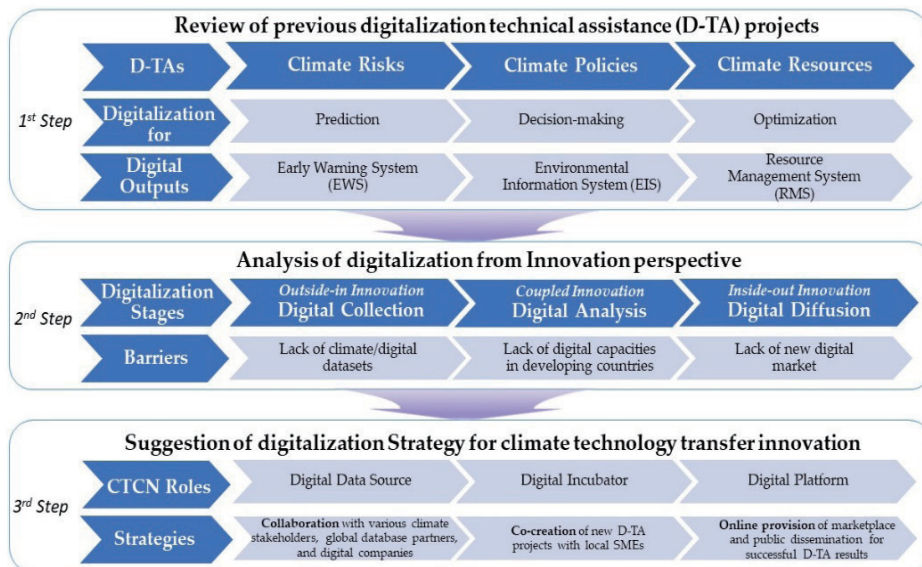 Review of previous digitalization technical assistance (D-TA) projects
D-TAs
Climate Risks
Climate Policies
Climate Resources
1st Step
Digitalization
for
Prediction
Decision-making
Optimization
Digital
Outputs
Early Warning System
(EWS)
Environmental
Information System (EIS)
Resource
Management System
(RMS)
Analysis of digitalization from Innovation perspective
2nd Step
Digitalization
Stages
Outside-in Innovation
Digital Collection
Coupled Innovation
Digital Analysis
Inside-out Innovation
Digital Diffusion
Barriers
Lack of climate/digital
datasets
Lack of digital capacities
in developing countries
Lack of new digital
market
Suggestion of digitalization Strategy for climate technology transfer innovation
3rd Step
CTCN Roles
Digital Data Source
Digital Incubator
Digital Platform
Strategies
Collaboration with various climate
stakeholders, global database partners,
and digital companies
Co-creation of new D-TA
projects with local SMEs
Online provision of marketplace
and public dissemination for
successful D-TA results